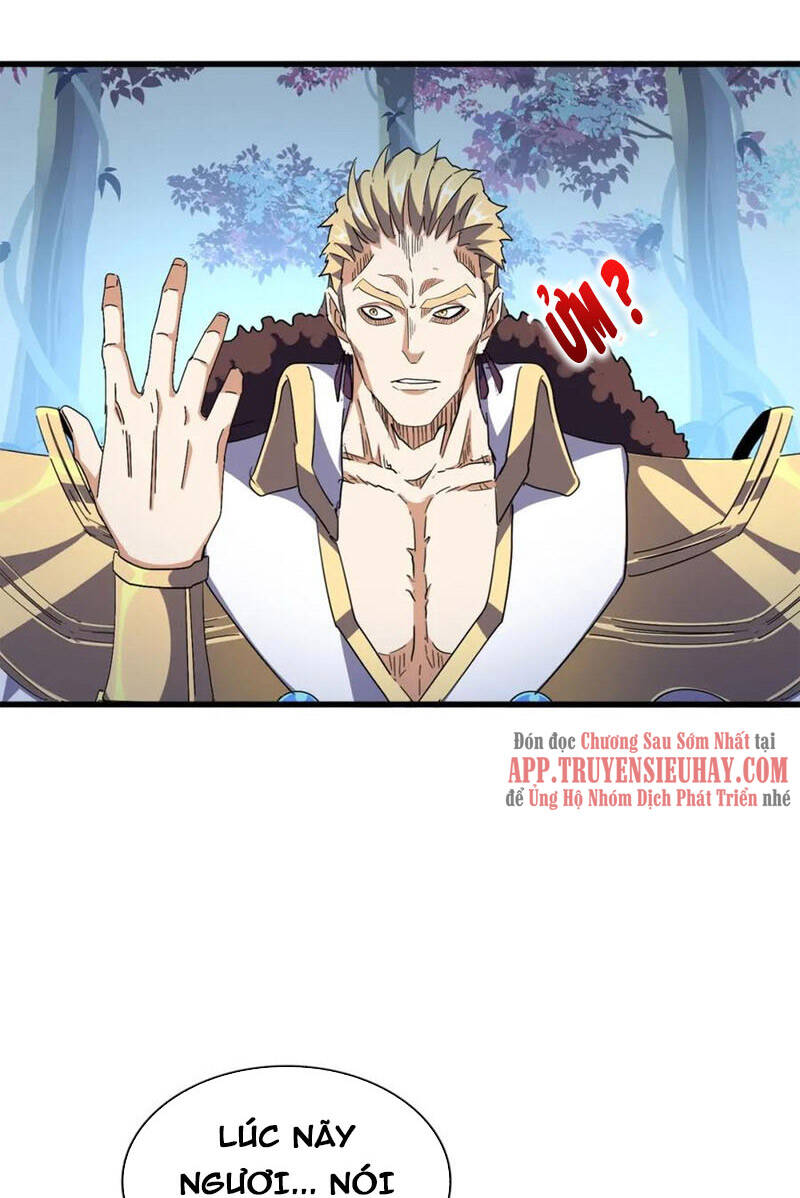 ỬM?
Đón đọc Chương Sau Sớm Nhất tại
APP.TRUYENSIEUHAY.COM
để Ủng Hộ Nhóm Dịch Phát Triển nhé
LÚC NÃY
NGƯƠI... NÓI